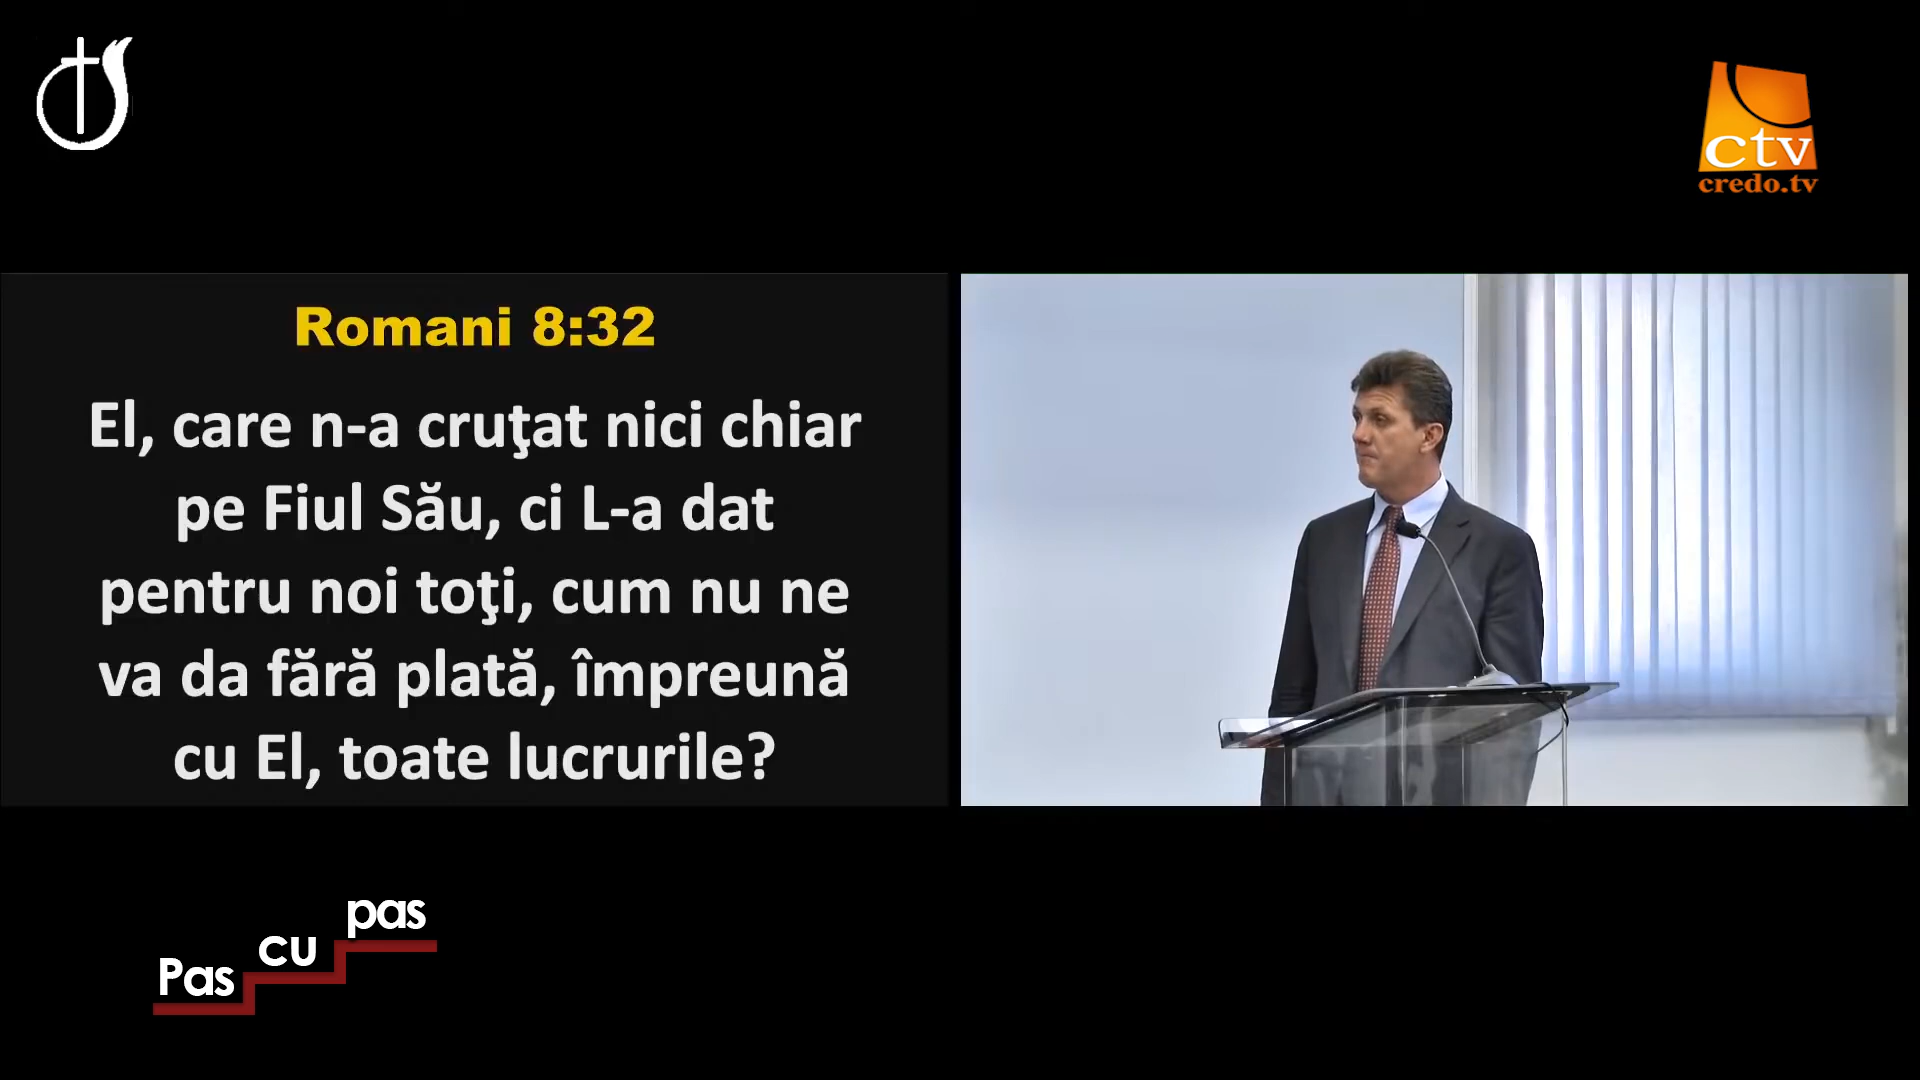 ctv
credo.tv
Romani 8:32
El, care n-a cruţat nici chiar
pe Fiul Său, ci L-a dat
pentru noi toţi, cum nu ne
va da fără plată, împreună
cu El, toate lucrurile?
Pas cu pas